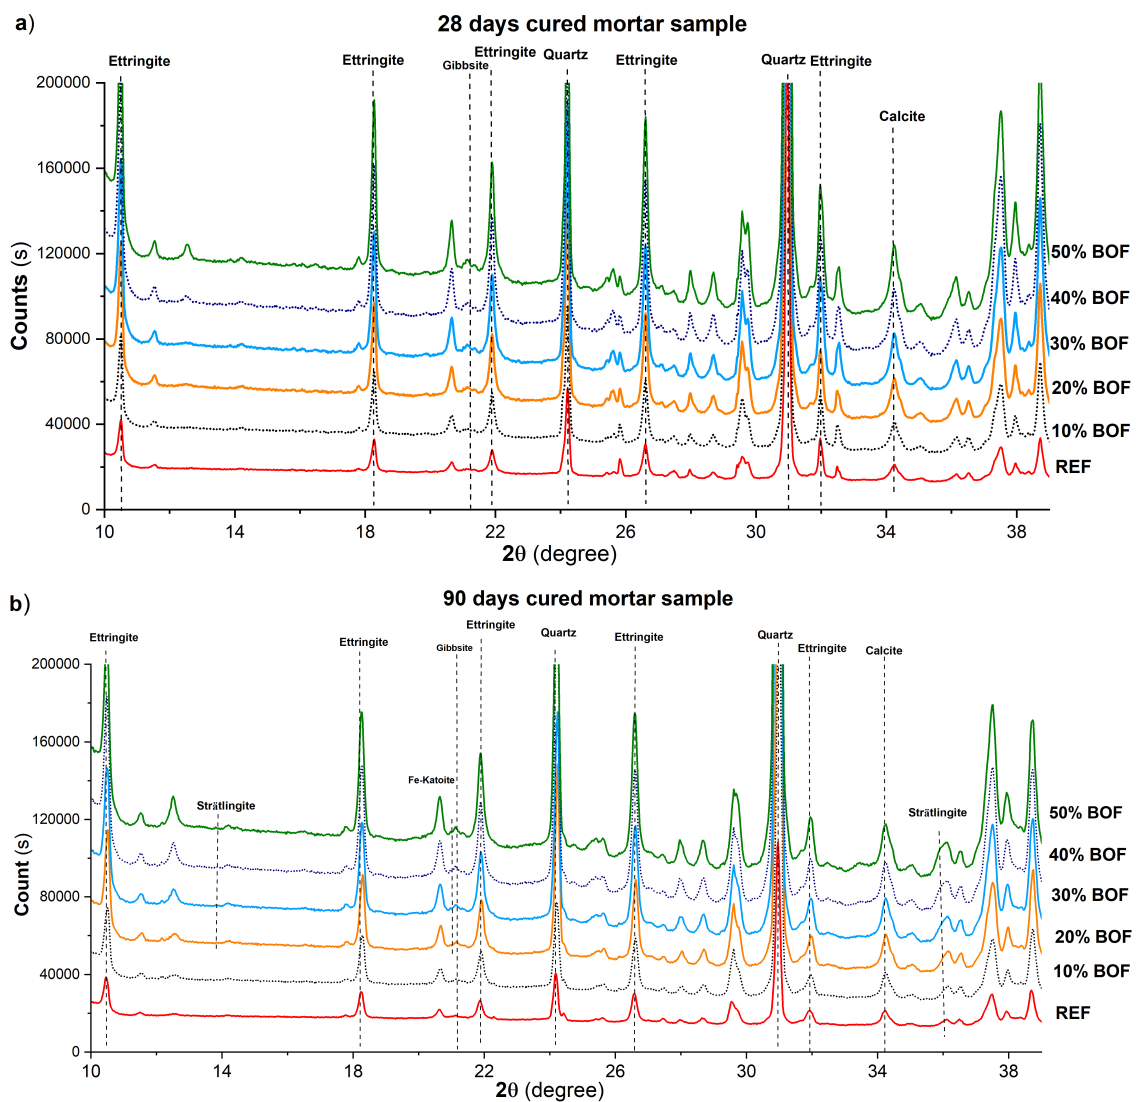 a)
28 days cured mortar sample
Ettringite
Ettringite
Gibbsite
Ettringite
Quartz
Ettringite
Quartz
Ettringite
Calcite
200000
160000
120000
80000
40000
0
Counts (s)
50% BOF
40% BOF
30% BOF
20% BOF
10% BOF
REF
10 14 18 22 26 30 34 38
2θ (degree)
b)
90 days cured mortar sample
Ettringite
Strätlingite
Ettringite
Fe-Katoite
Gibbsite
Ettringite
Quartz
Ettringite
Quartz
Ettringite
Calcite
Strätlingite
200000
160000
120000
80000
40000
0
Count (s)
50% BOF
40% BOF
30% BOF
20% BOF
10% BOF
REF
10 14 18 22 26 30 34 38
2θ (degree)